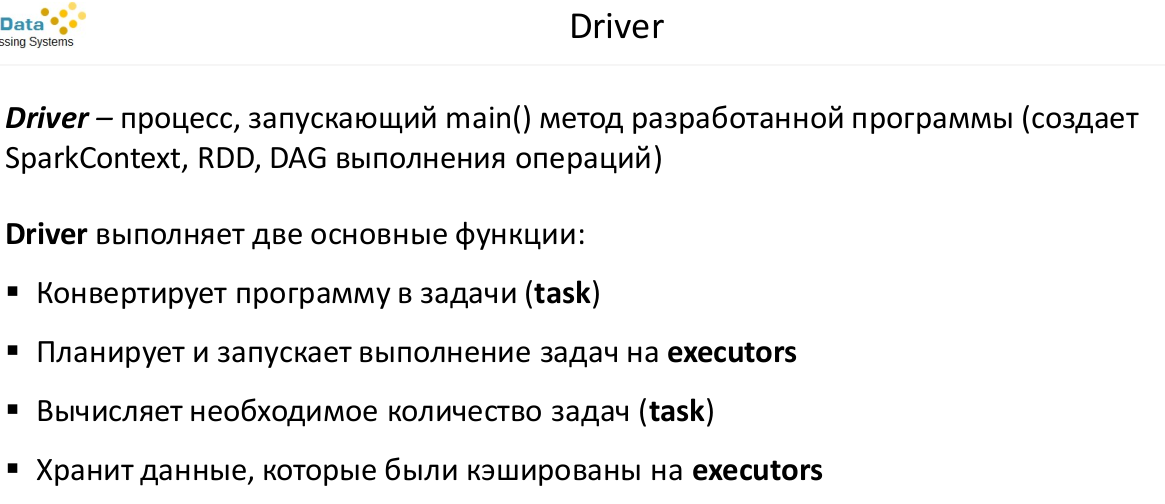 Data
ssing Systems
Driver
Driver – процесс, запускающий main() метод разработанной программы (создает
SparkContext, RDD, DAG выполнения операций)
Driver выполняет две основные функции:
▪ Конвертирует программу в задачи (task)
▪ Планирует и запускает выполнение задач на executors
▪ Вычисляет необходимое количество задач (task)
▪ Хранит данные, которые были кэшированы на executors